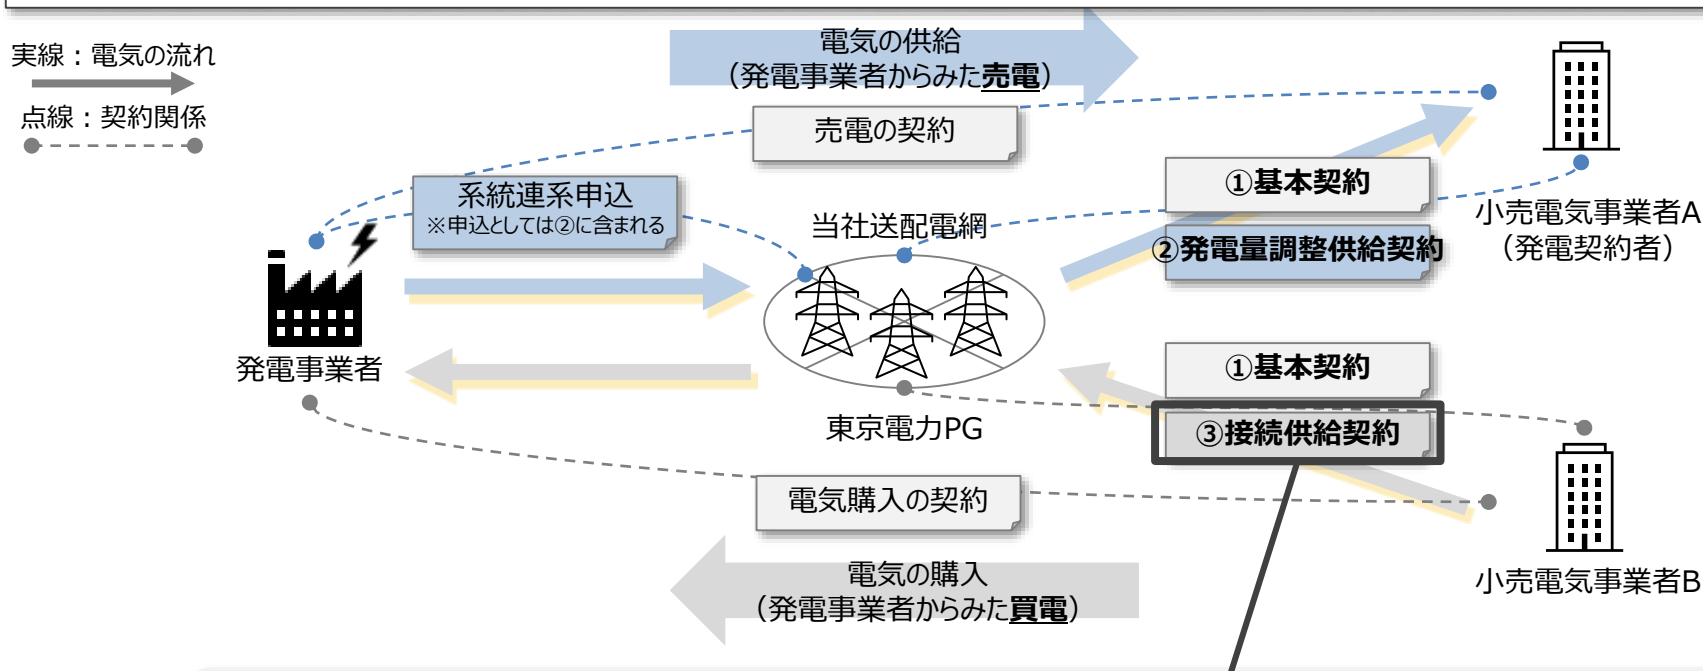 実線：電気の流れ
点線：契約関係
電気の供給
（発電事業者からみた売電）
売電の契約
系統連系申込
※申込としては②に含まれる
当社送配電網
①基本契約
②発電量調整供給契約
小売電気事業者A
（発電契約者）
発電事業者
東京電力PG
①基本契約
③接続供給契約
電気購入の契約
電気の購入
（発電事業者からみた買電）
小売電気事業者B